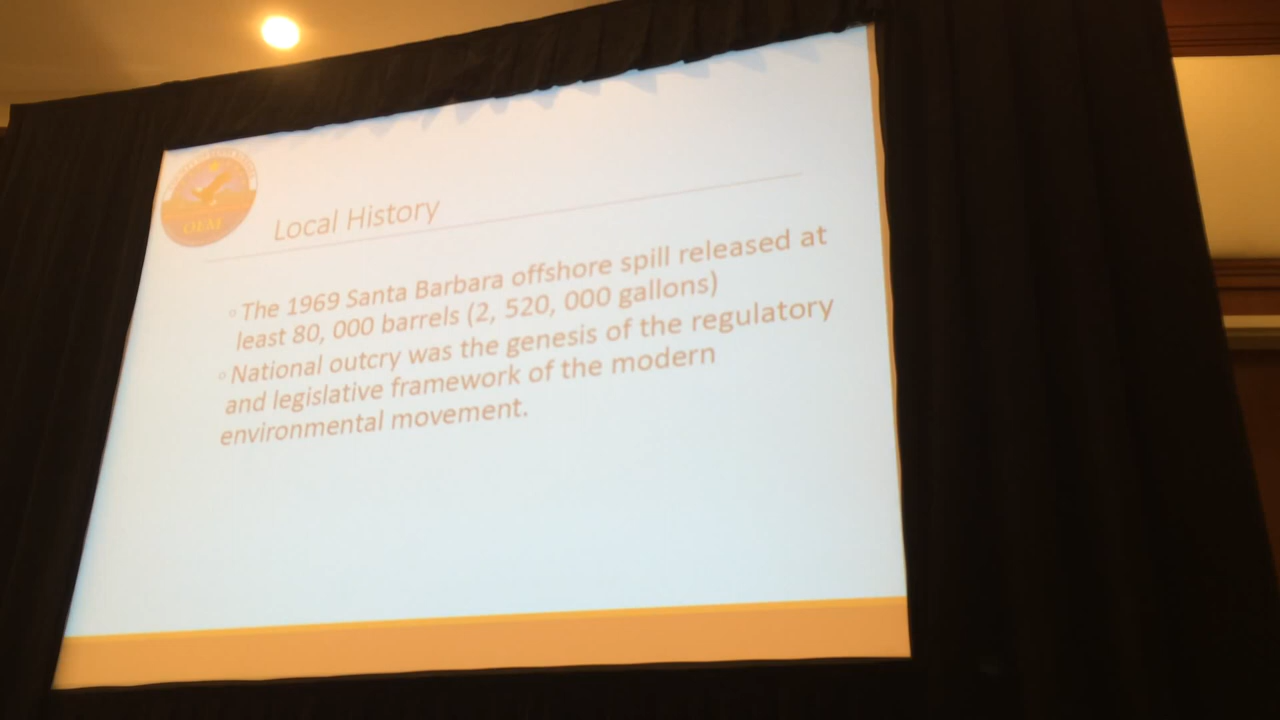 OEM
Local History
The 1969 Santa Barbara offshore spill released at
least 80, 000 barrels (2, 520, 000 gallons)
National outcry was the genesis of the regulatory
and legislative framework of the modern
environmental movement.